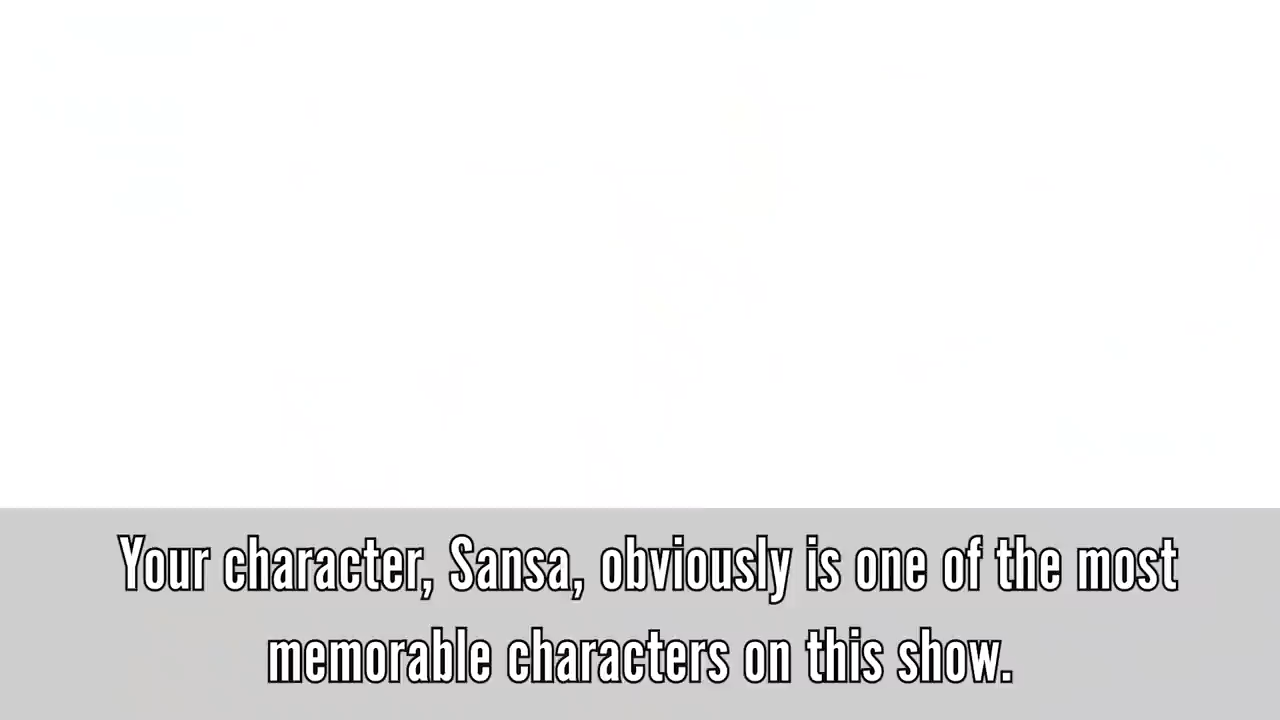 Your character, Sansa, obviously is one of the most
memorable characters on this show.